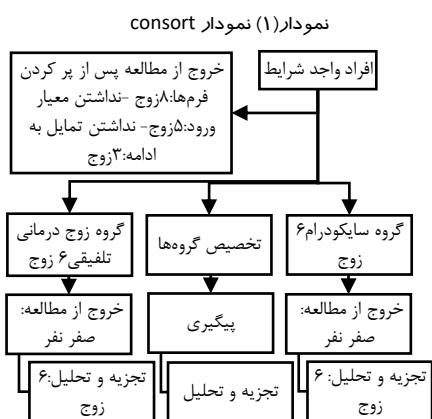 نمودار(۱) نمودار consort
افراد واجد شرایط
خروج از مطالعه پس از پر کردن
فرم‌ها:۸زوج -نداشتن معیار
ورود:۵زوج- نداشتن تمایل به
ادامه:۳زوج
گروه سایکودرام۶
زوج
تخصیص گروه‌ها
گروه زوج درمانی
تلفیقی۶ زوج
خروج از مطالعه:
صفر نفر
پیگیری
خروج از مطالعه:
صفر نفر
تجزیه و تحلیل: ۶
زوج
تجزیه و تحلیل
تجزیه و تحلیل:۶
زوج